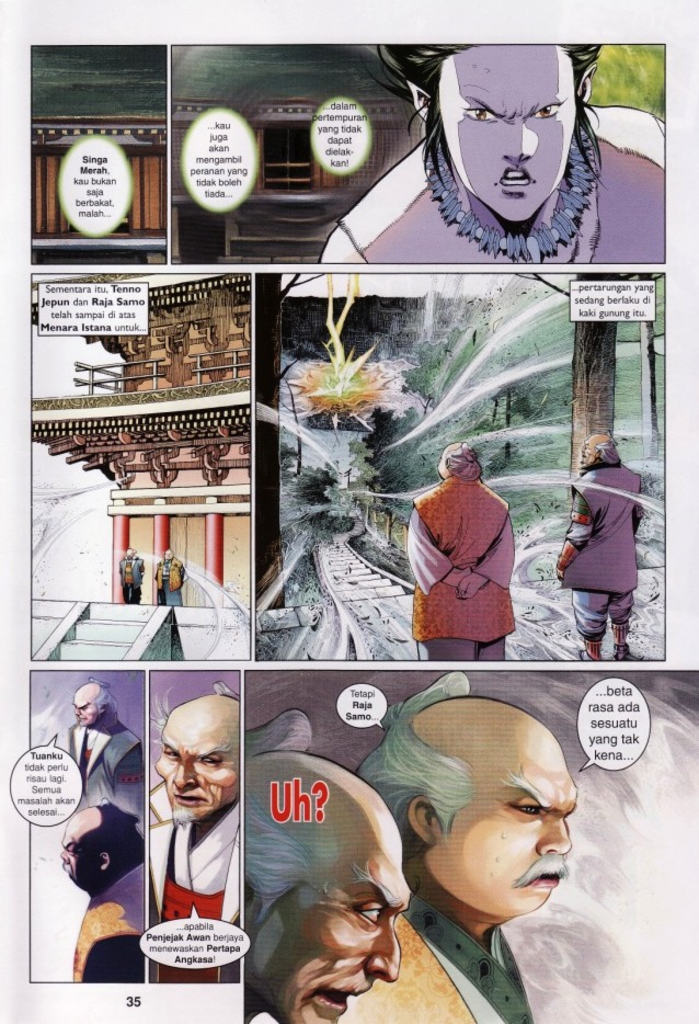 Singa
Merah,
kau bukan
saja
berbakat,
malah...
...kau
akan
mengambil
peranan yang
tidak boleh
tiada...
...dalam
pertempuran
yang tidak
dapat
dielak-
kan!
Sementara itu, Tenno
Jepun dan Raja Samo
telah sampai di atas
Menara Istana untuk...
...pertarungan yang
sedang berlaku di
kaki gunung itu.
Tuanku
tidak perlu
risau lagi.
Semua
masalah akan
selesai...
...apabila
Penjejak Awan berjaya
menewaskan Pertapa
Angkasa!
Tetapi
Raja
Samo...
Uh?
...beta
rasa ada
sesuatu
yang tak
kena...
35